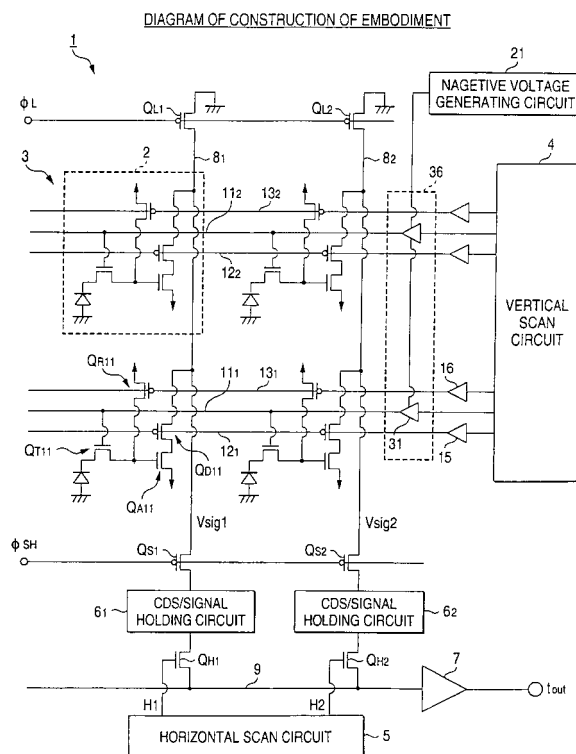 DIAGRAM OF CONSTRUCTION OF EMBODIMENT
1
21
NAGETIVE VOLTAGE
GENERATING CIRCUIT
ϕL
QL1
QL2
3
2
81
82
36
4
132
112
122
VERTICAL
SCAN
CIRCUIT
QR11
111
131
16
QT11
121
31
15
QD11
QA11
Vsig1
Vsig2
ϕSH
QS1
QS2
61
CDS/SIGNAL
HOLDING CIRCUIT
CDS/SIGNAL
HOLDING CIRCUIT
62
QH1
QH2
7
9
tout
H1
H2
HORIZONTAL SCAN CIRCUIT
5